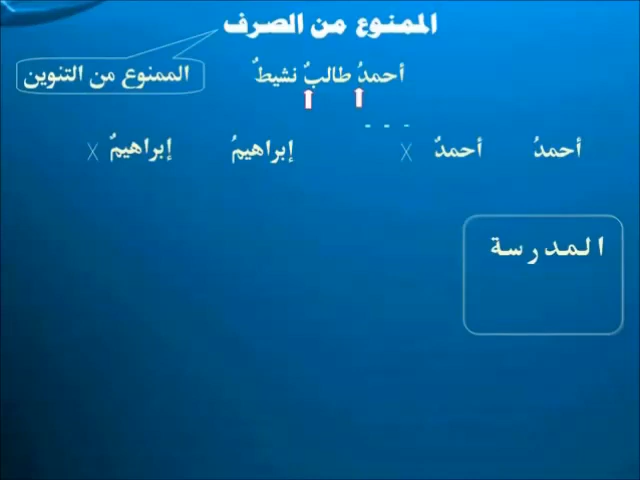 الممنوع من الصرف
الممنوع من التنوين
أحمدُ طالبٌ نشيطٌ
أحمدُ أحمدٌ × إبراهيمُ إبراهيمٌ ×
المدرسة